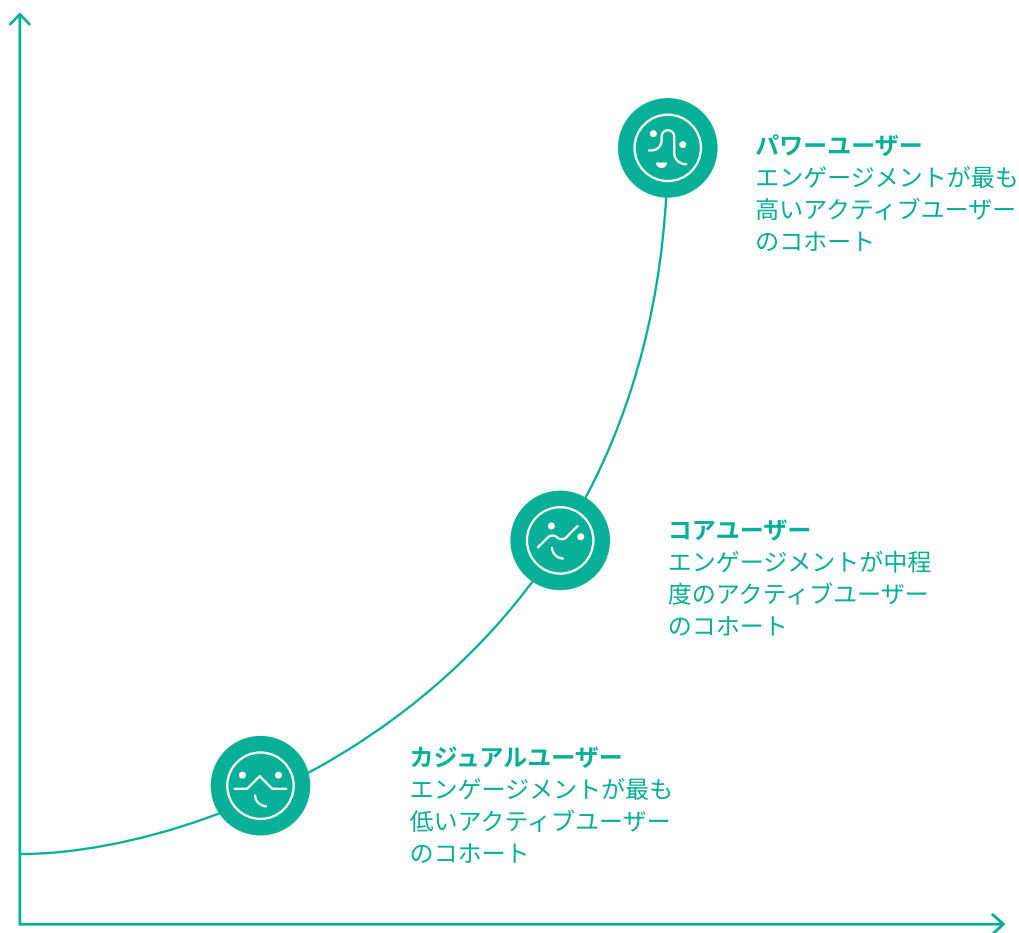 パワーユーザー
エンゲージメントが最も
高いアクティブユーザー
のコホート
コアユーザー
エンゲージメントが中程
度のアクティブユーザー
のコホート
カジュアルユーザー
エンゲージメントが最も
低いアクティブユーザー
のコホート